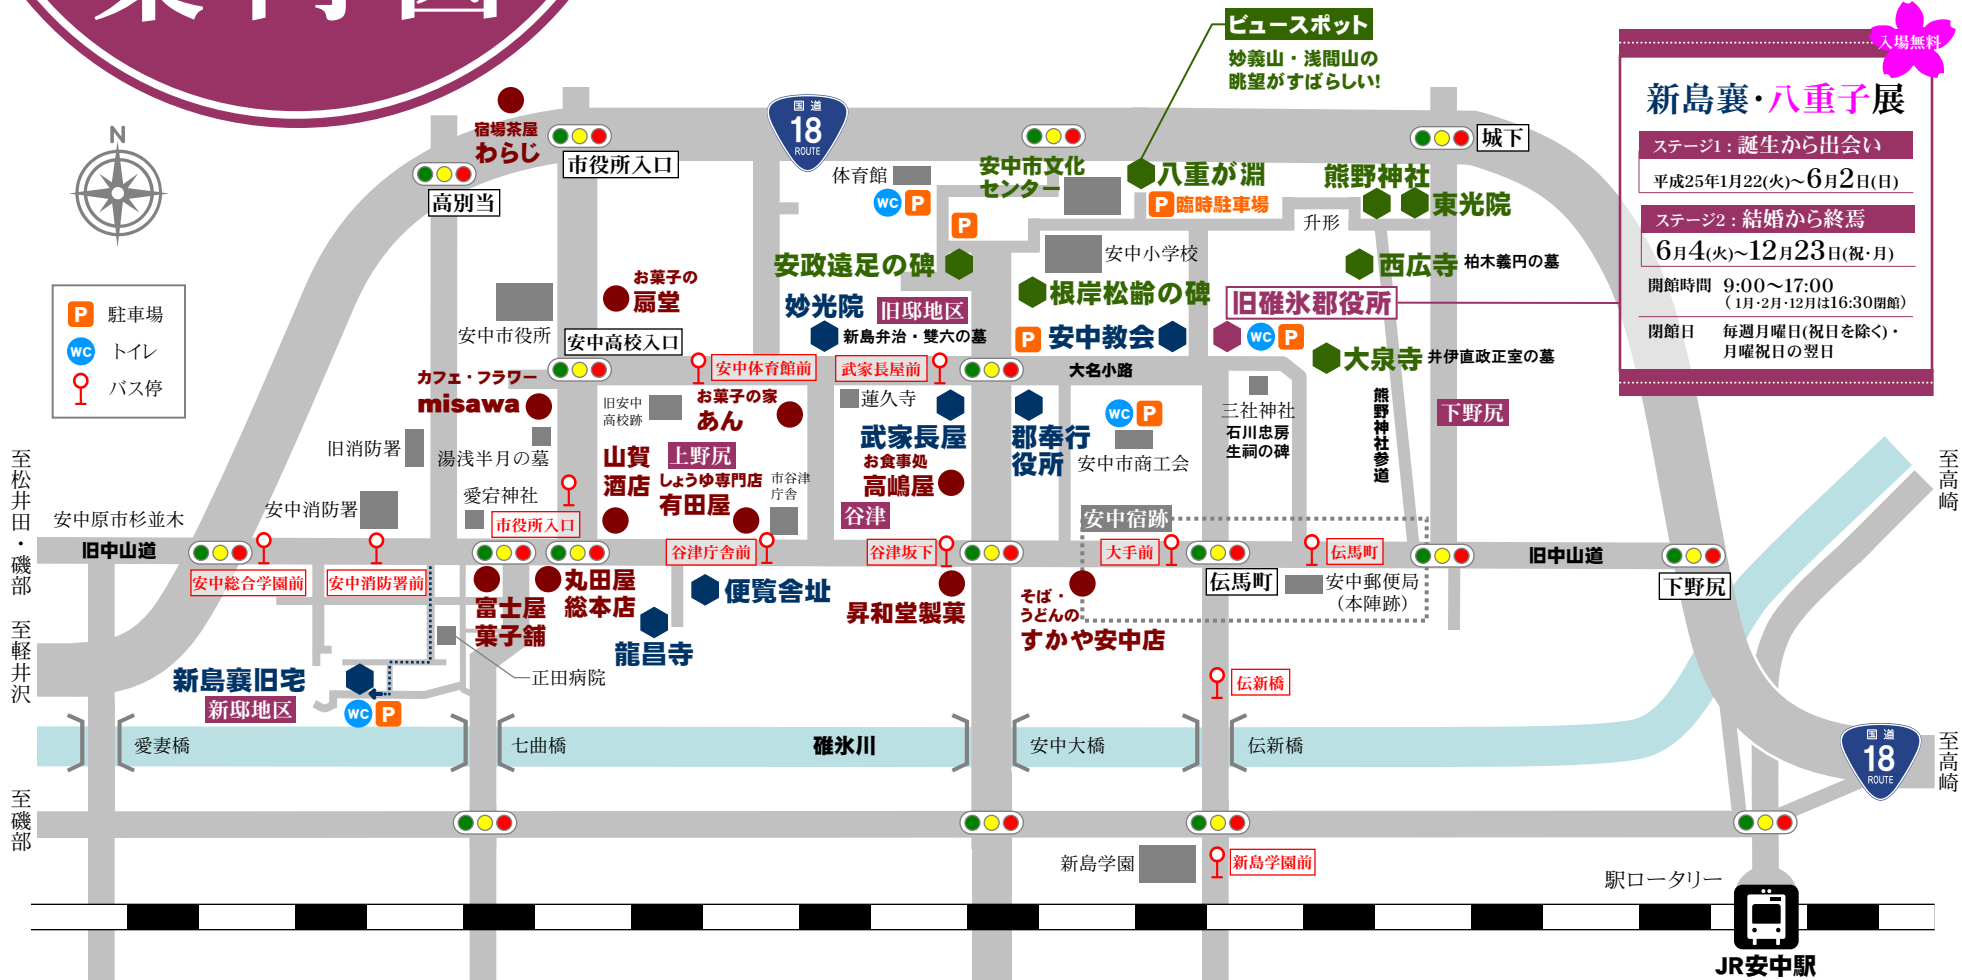 案内図
ビュースポット
妙義山・浅間山の
眺望がすばらしい!
入場無料
新島襄・八重子展
ステージ1:誕生から出会い
平成25年1月22(火)〜6月2日(日)
ステージ2:結婚から終焉
6月4(火)〜12月23日(祝・月)
開館時間 9:00〜17:00
(1月・2月・12月は16:30閉館)
閉館日 毎週月曜日(祝日を除く)・
月曜祝日の翌日
N
P 駐車場
WC トイレ
バス停
宿場茶屋
わらじ
高別当
市役所入口
国道
18
ROUTE
体育館
WC P
P
安中市文化
センター
八重が淵
P 臨時駐車場
熊野神社
東光院
城下
升形
安中小学校
安政遠足の碑
根岸松齢の碑
西広寺 柏木義円の墓
旧碓氷郡役所
WC P
大泉寺 井伊直政正室の墓
お菓子の
扇堂
安中市役所
安中高校入口
妙光院
旧邸地区
新島弁治・雙六の墓
P 安中教会
大名小路
安中体育館前
武家長屋前
カフェ・フラワー
misawa
旧安中
高校跡
お菓子の家
あん
蓮久寺
武家長屋
郡奉行
役所
WC P
安中市商工会
三社神社
石川忠房
生祠の碑
熊野神社参道
下野尻
旧消防署
湯浅半月の墓
山賀
酒店
上野尻
しょうゆ専門店
有田屋
市谷津
庁舎
お食事処
高嶋屋
谷津
愛宕神社
市役所入口
安中消防署
安中原市杉並木
旧中山道
安中総合学園前
安中消防署前
谷津庁舎前
谷津坂下
安中宿跡
大手前
伝馬町
伝馬町
安中郵便局
(本陣跡)
旧中山道
下野尻
至松井田・磯部
至軽井沢
至磯部
至高崎
至高崎
富士屋
菓子舗
丸田屋
総本店
便覧舎址
龍昌寺
昇和堂製菓
そば・
うどんの
すかや安中店
正田病院
新島襄旧宅
新邸地区
WC P
伝新橋
愛妻橋
七曲橋
碓氷川
安中大橋
伝新橋
国道
18
ROUTE
新島学園
新島学園前
駅ロータリー
JR安中駅